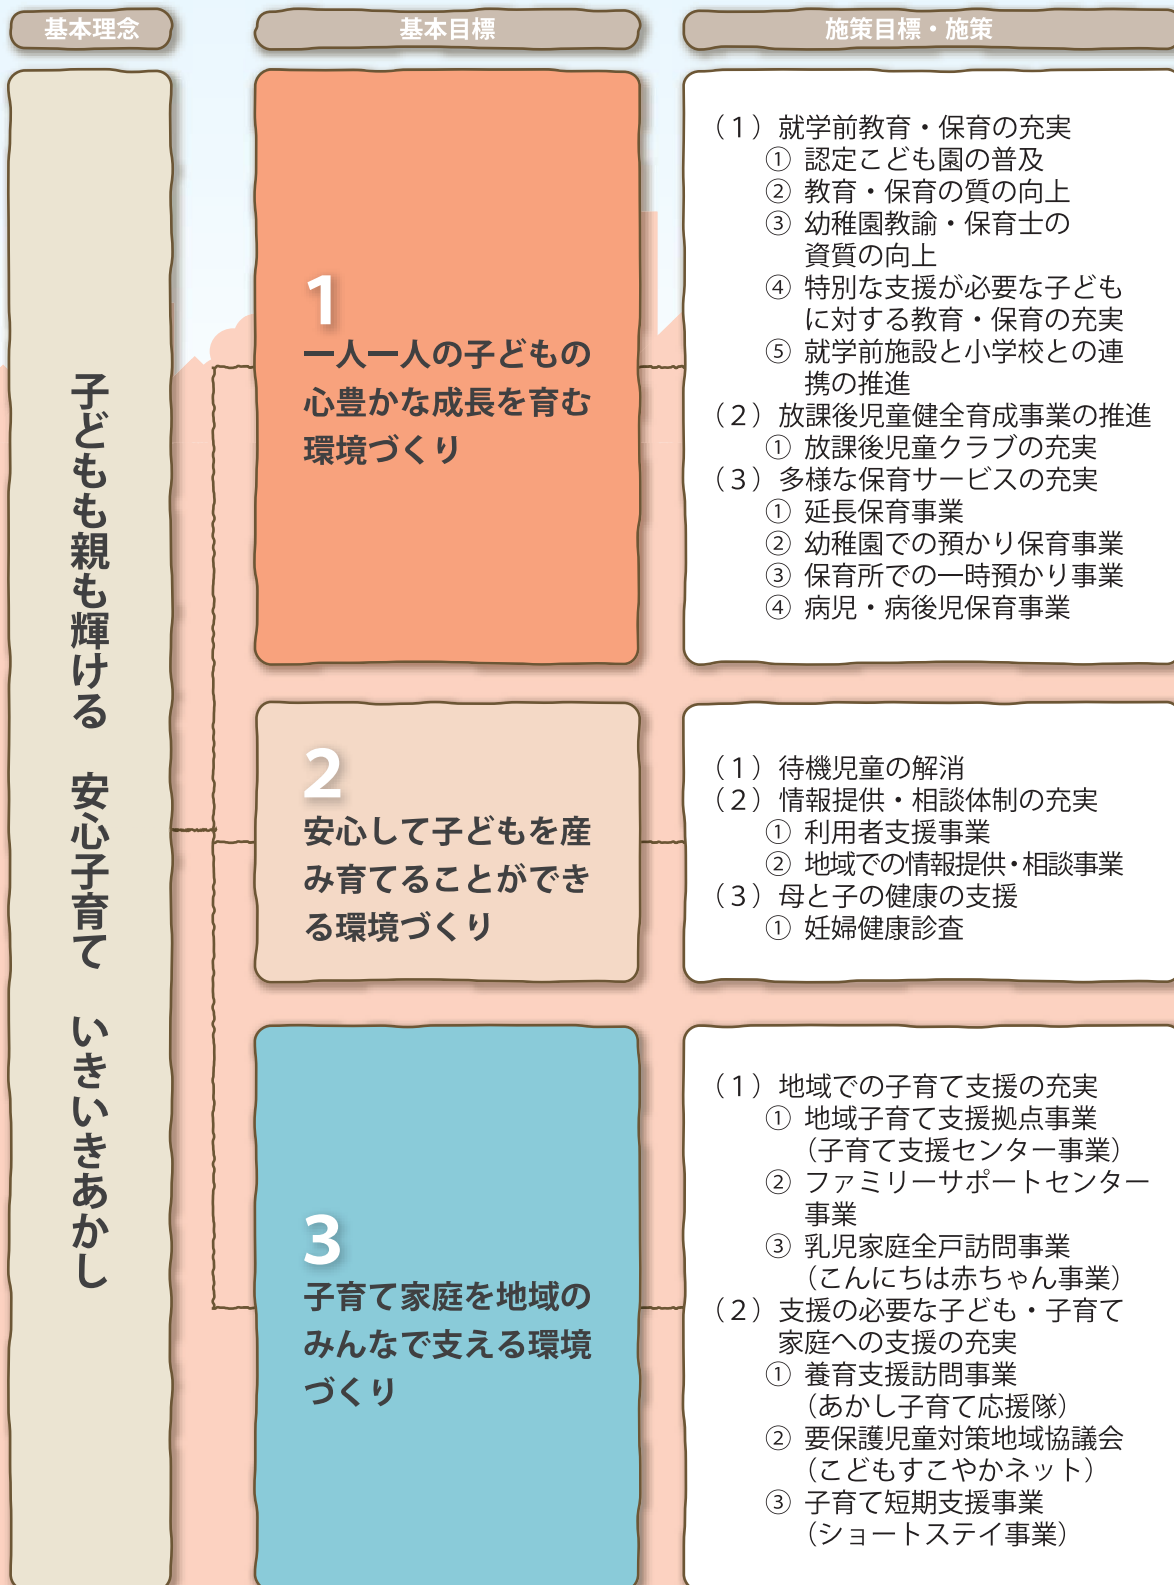 基本理念
基本目標
施策目標・施策
子どもも親も輝ける　安心子育て　いきいきあかし
1
一人一人の子どもの
心豊かな成長を育む
環境づくり
（１）就学前教育・保育の充実
① 認定こども園の普及
② 教育・保育の質の向上
③ 幼稚園教諭・保育士の
資質の向上
④ 特別な支援が必要な子ども
に対する教育・保育の充実
⑤ 就学前施設と小学校との連
携の推進
（２）放課後児童健全育成事業の推進
① 放課後児童クラブの充実
（３）多様な保育サービスの充実
① 延長保育事業
② 幼稚園での預かり保育事業
③ 保育所での一時預かり事業
④ 病児・病後児保育事業
2
安心して子どもを産
み育てることができ
る環境づくり
（１）待機児童の解消
（２）情報提供・相談体制の充実
① 利用者支援事業
② 地域での情報提供・相談事業
（３）母と子の健康の支援
① 妊婦健康診査
3
子育て家庭を地域の
みんなで支える環境
づくり
（１）地域での子育て支援の充実
① 地域子育て支援拠点事業
（子育て支援センター事業）
② ファミリーサポートセンター
事業
③ 乳児家庭全戸訪問事業
（こんにちは赤ちゃん事業）
（２）支援の必要な子ども・子育て
家庭への支援の充実
① 養育支援訪問事業
（あかし子育て応援隊）
② 要保護児童対策地域協議会
（こどもすこやかネット）
③ 子育て短期支援事業
（ショートステイ事業）